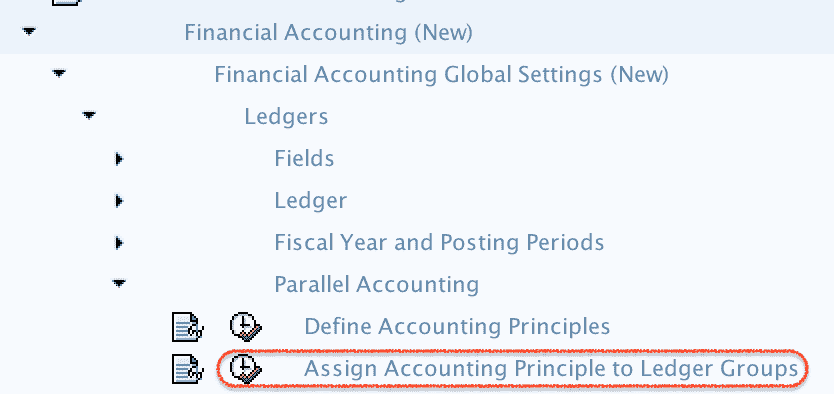 Financial Accounting (New)
Financial Accounting Global Settings (New)
Ledgers
Fields
Ledger
Fiscal Year and Posting Periods
Parallel Accounting
Define Accounting Principles
Assign Accounting Principle to Ledger Groups